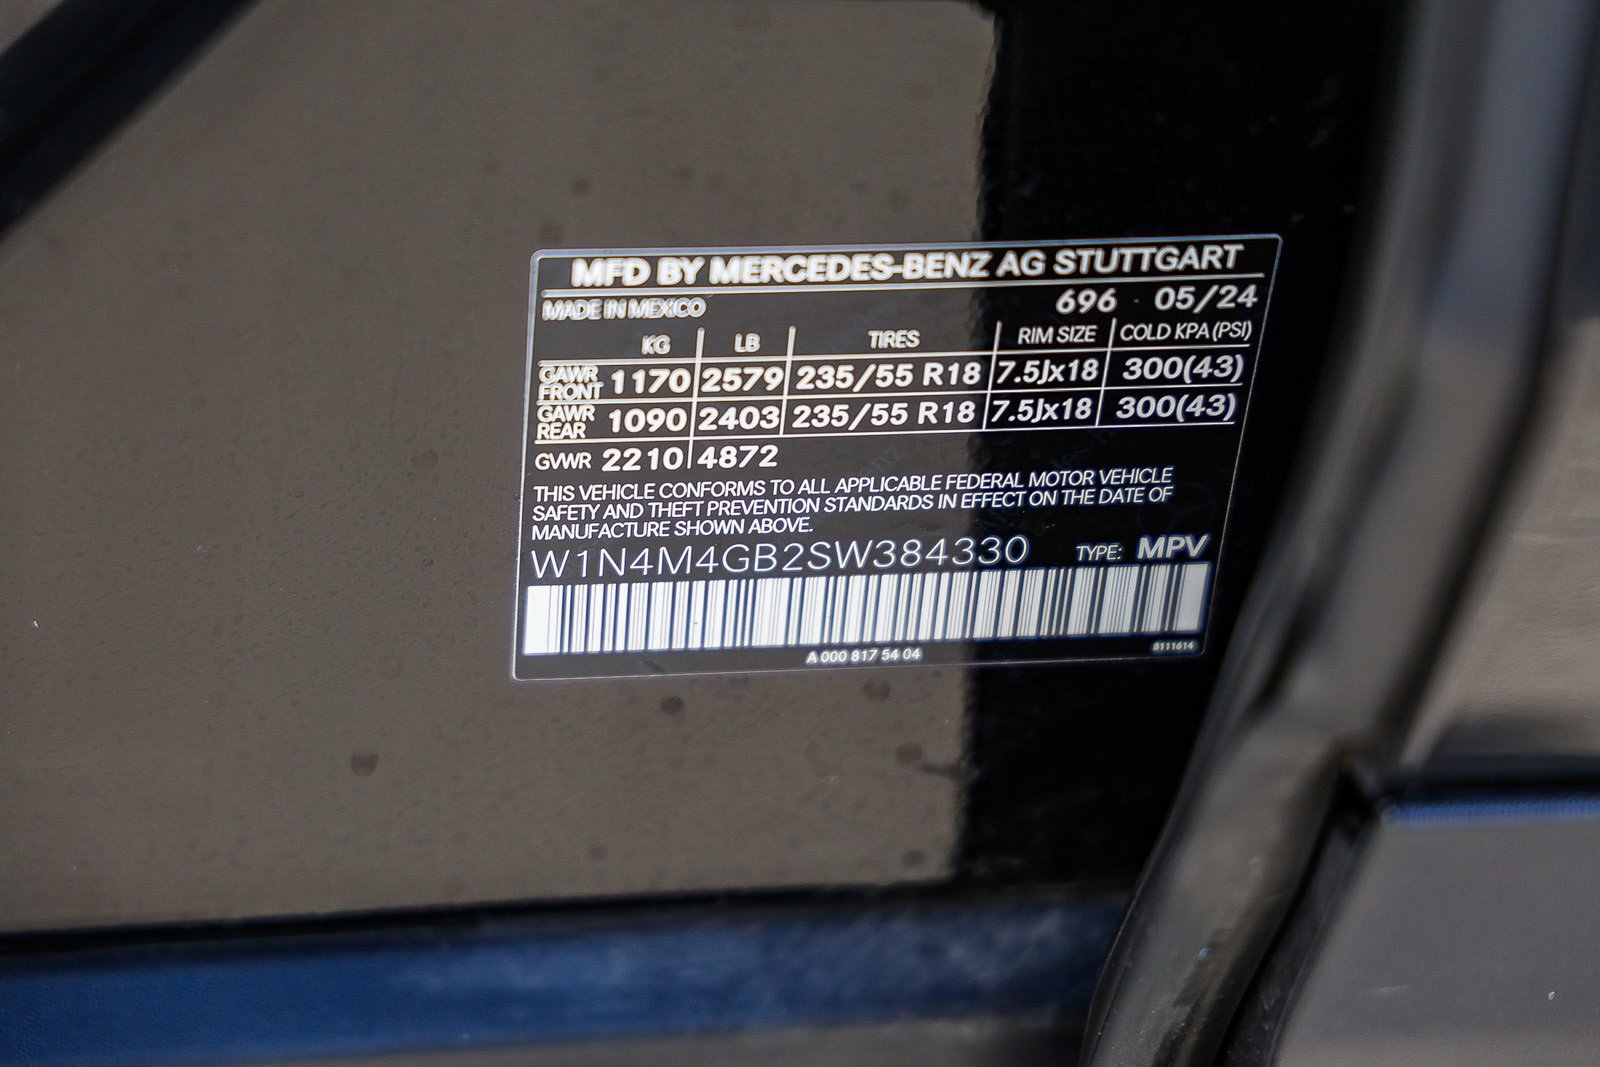 MFD BY MERCEDES-BENZ AG STUTTGART
MADE IN MEXICO 696 05/24
KG LB TIRES RIM SIZE COLD KPA (PSI)
GAWR FRONT 1170 2579 235/55 R18 7.5Jx18 300(43)
GAWR REAR 1090 2403 235/55 R18 7.5Jx18 300(43)
GVWR 2210 4872
THIS VEHICLE CONFORMS TO ALL APPLICABLE FEDERAL MOTOR VEHICLE
SAFETY AND THEFT PREVENTION STANDARDS IN EFFECT ON THE DATE OF
MANUFACTURE SHOWN ABOVE.
W1N4M4GB2SW384330 TYPE: MPV
A 000 817 54 04 8111614